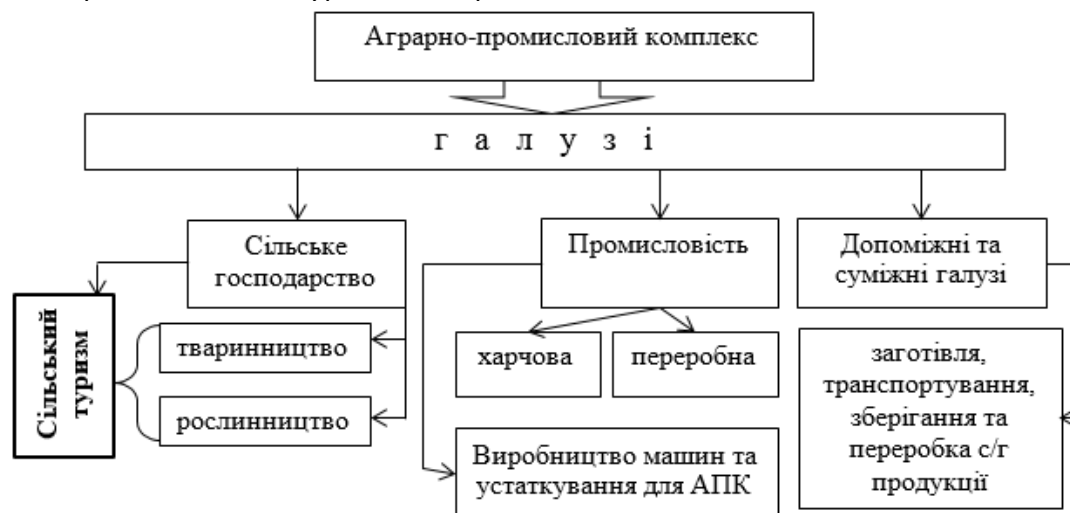 Аграрно-промисловий комплекс
г а л у з і
Сільське
господарство
Промисловість
Допоміжні та
суміжні галузі
Сільський
туризм
тваринництво
рослинництво
харчова
переробна
Виробництво машин та
устаткування для АПК
заготівля,
транспортування,
зберігання та
переробка с/г
продукції